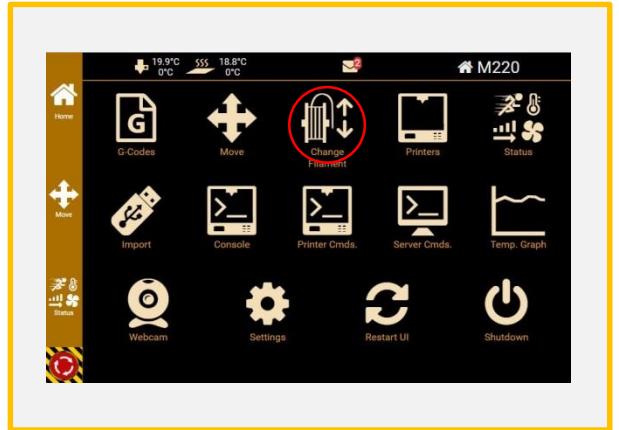 19.9°C
0°C
18.8°C
0°C
2
M220
Home
G
G-Codes
Move
Change
Filament
Printers
Status
Move
Import
Console
Printer Cmds.
Server Cmds.
Temp. Graph
Status
Webcam
Settings
Restart UI
Shutdown